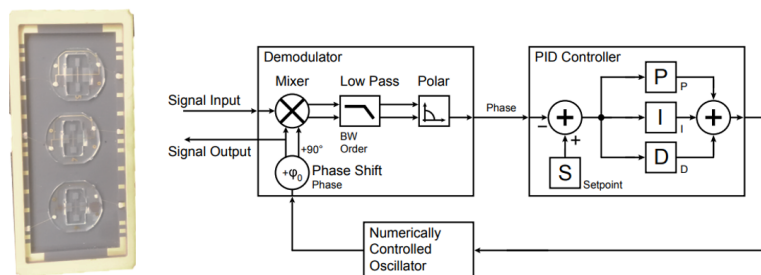 Demodulator
Mixer
Low Pass
Polar
Signal Input
Signal Output
BW
Order
+90°
+φ0
Phase Shift
Phase
Phase
PID Controller
P
P
I
I
D
D
+
+
−
+
S
Setpoint
Numerically
Controlled
Oscillator